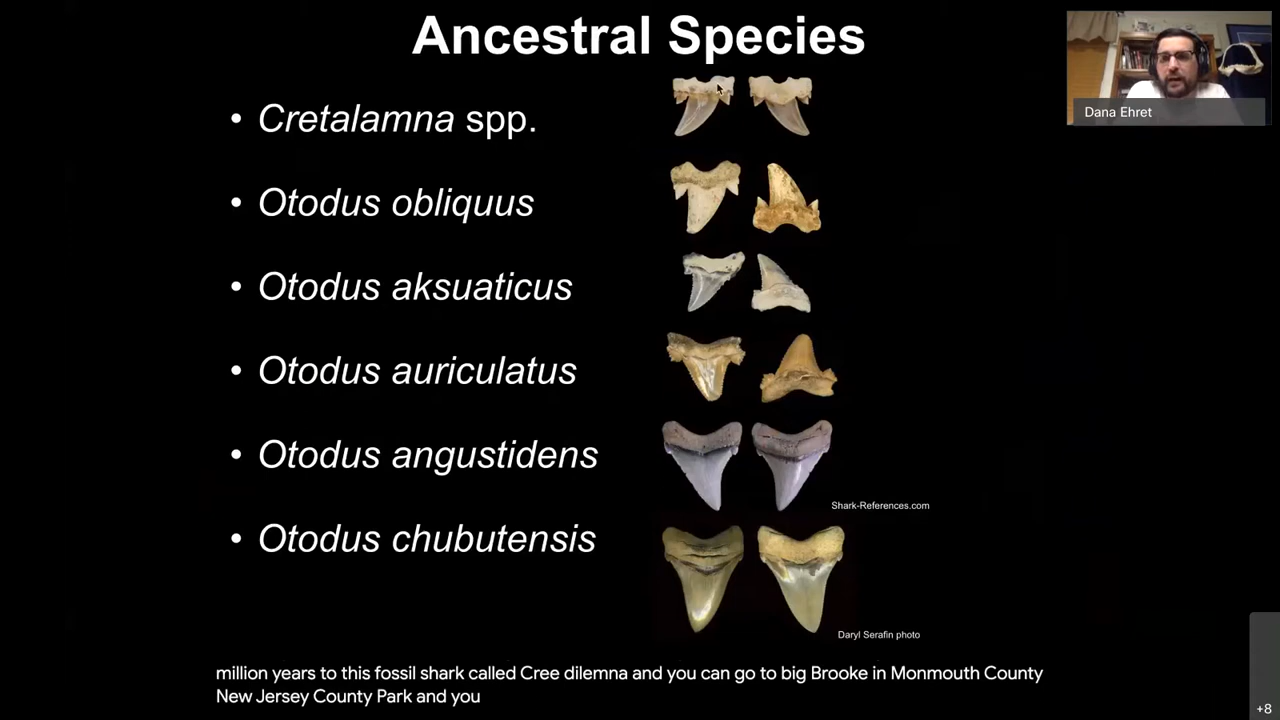 Ancestral Species
Dana Ehret
• Cretalamna spp.
• Otodus obliquus
• Otodus aksuaticus
• Otodus auriculatus
• Otodus angustidens
Shark-References.com
• Otodus chubutensis
Daryl Serafin photo
million years to this fossil shark called Cree dilemna and you can go to big Brooke in Monmouth County
New Jersey County Park and you
+8